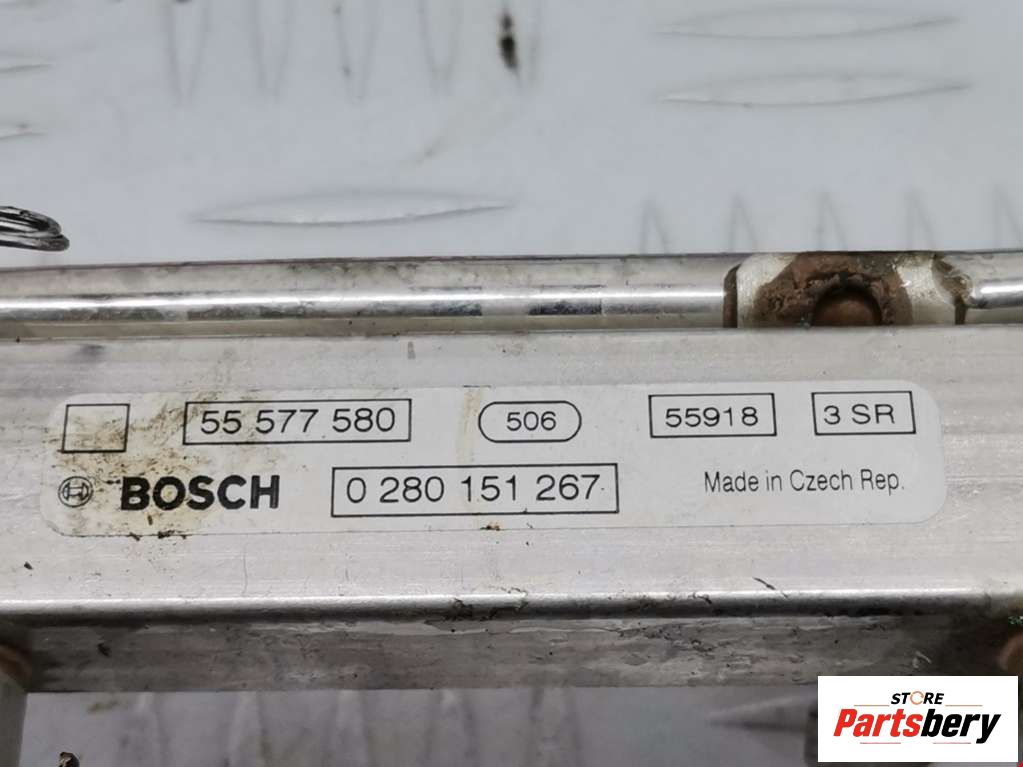 55 577 580 506 55918 3 SR
BOSCH 0 280 151 267 Made in Czech Rep.
STORE
Partsbery